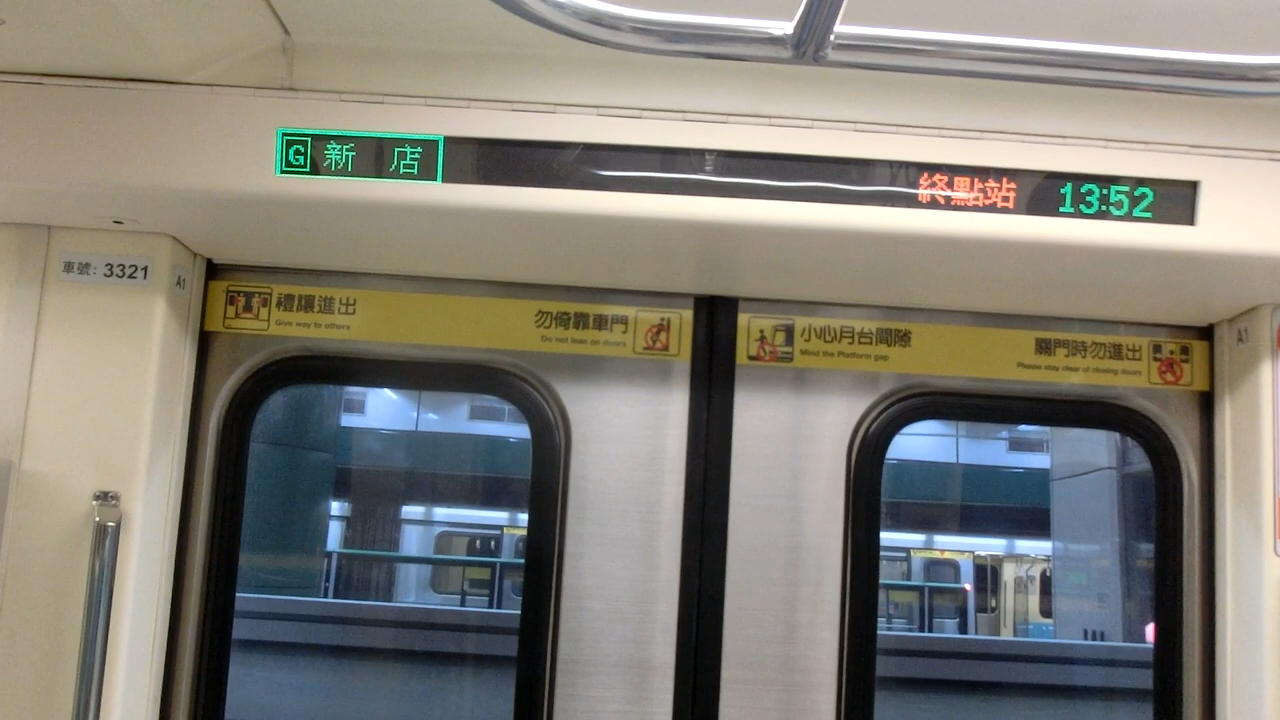 G 新 店
終點站 13:52
車號: 3321
A1
禮讓進出
Give way to others
勿倚靠車門
Do not lean on doors
小心月台間隙
Mind the Platform gap
關門時勿進出
Please stay clear of closing doors
A1